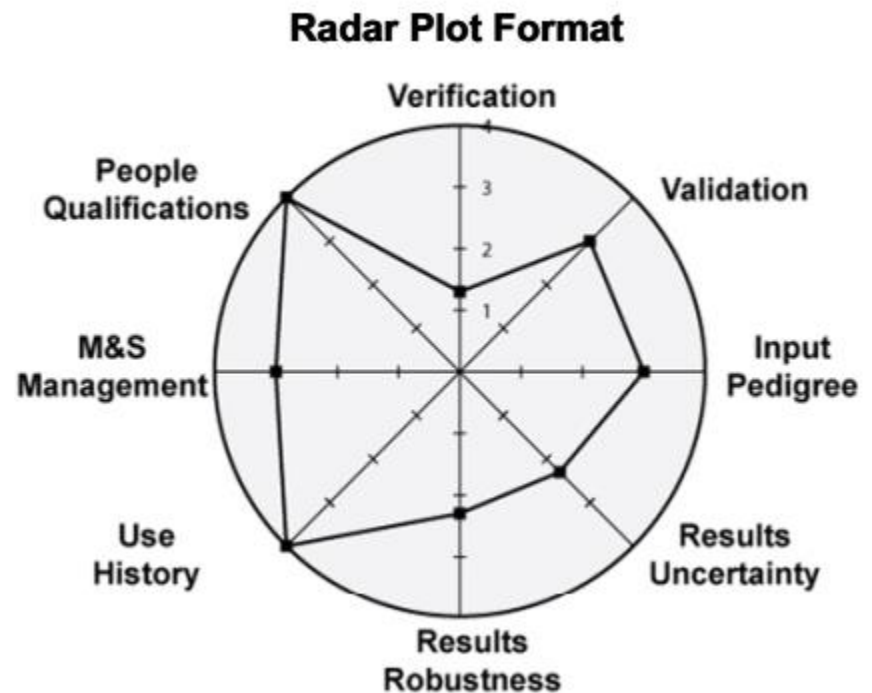 Radar Plot Format
Verification
4
People
Qualifications
Validation
3
2
1
M&S
Management
Input
Pedigree
Use
History
Results
Uncertainty
Results
Robustness